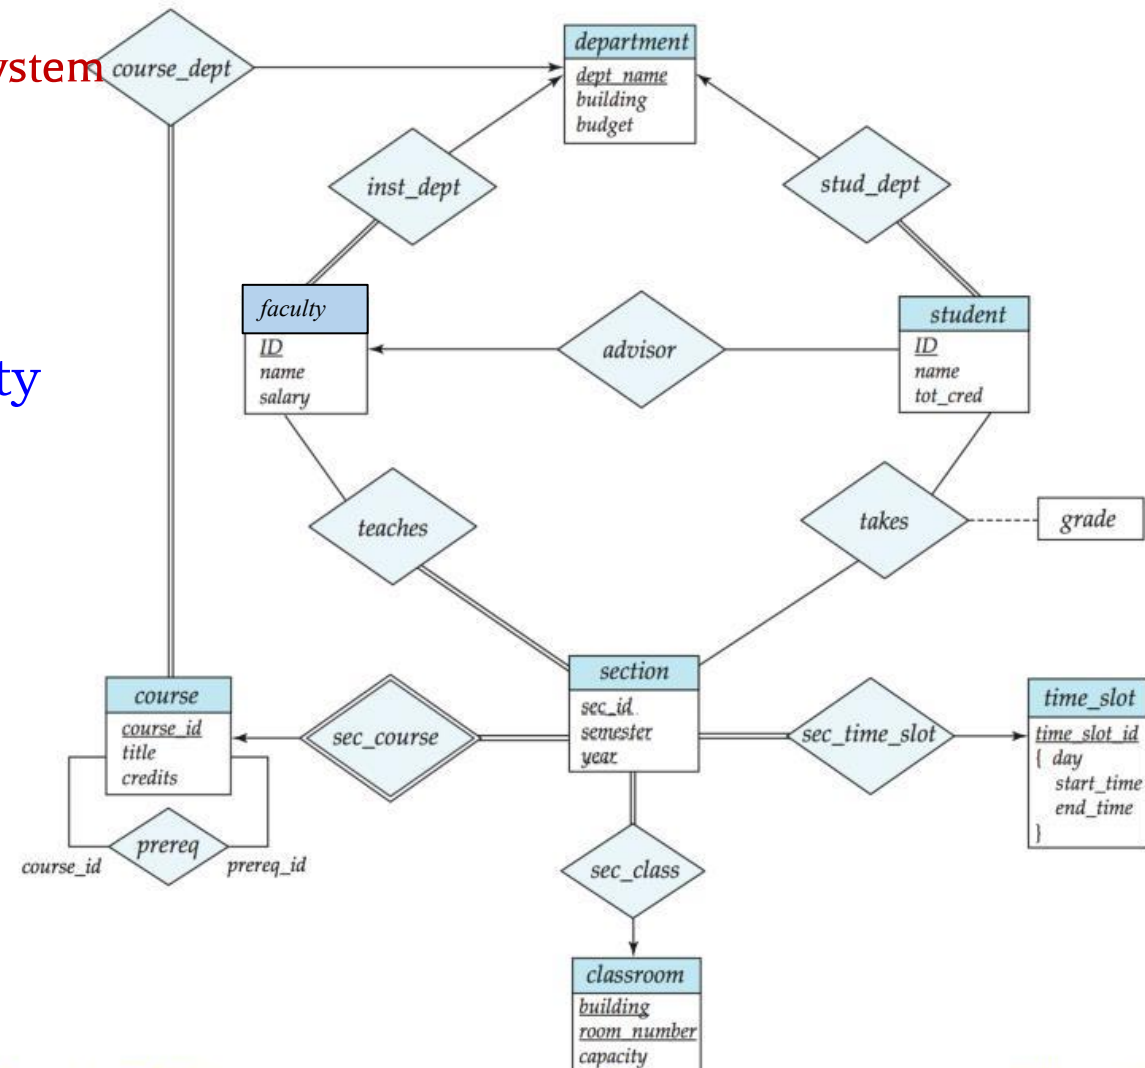 ystem
course_dept
department
dept_name
building
budget
inst_dept
stud_dept
faculty
ID
name
salary
advisor
student
ID
name
tot_cred
ty
teaches
takes
grade
course
course_id
title
credits
sec_course
section
sec_id
semester
year
sec_time_slot
time_slot
time_slot_id
{ day
start_time
end_time
}
prereq
course_id
prereq_id
sec_class
classroom
building
room_number
capacity